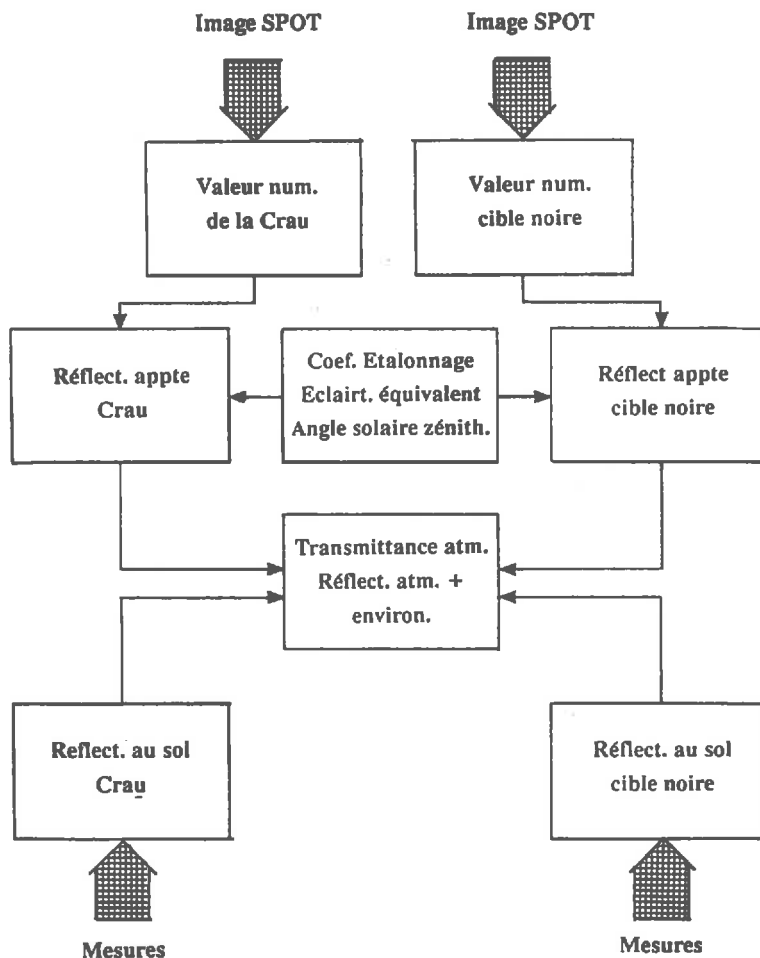 Image SPOT
Image SPOT
Valeur num.
de la Crau
Valeur num.
cible noire
Réflect. appte
Crau
Coef. Etalonnage
Eclairt. équivalent
Angle solaire zénith.
Réflect appte
cible noire
Transmittance atm.
Réflect. atm. +
environ.
Reflect. au sol
Crau
Réflect. au sol
cible noire
Mesures
Mesures